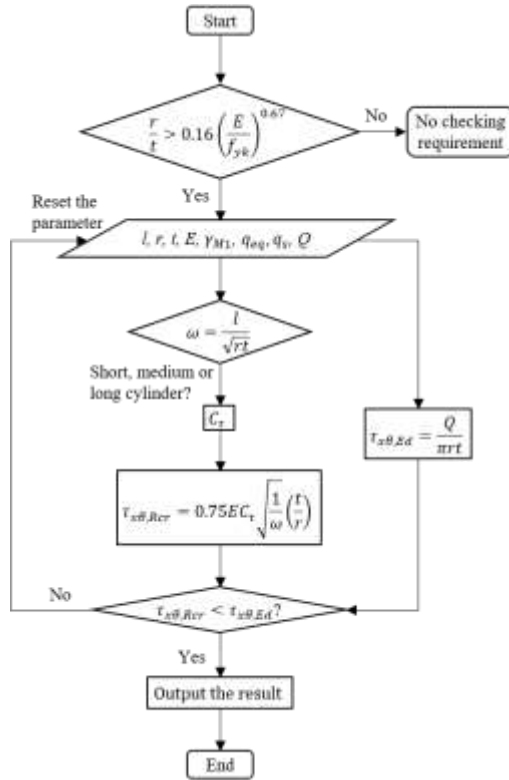 Start
r/t > 0.16 (E/f_yk)^0.67
No
No checking
requirement
Yes
Reset the
parameter
l, r, t, E, γ_M1, q_eq, q_s, Q
ω = l/√rt
Short, medium or
long cylinder?
C_τ
τ_xθ,Ed = Q/πrt
τ_xθ,Rcr = 0.75EC_τ √(1/ω) (t/r)
No
τ_xθ,Rcr < τ_xθ,Ed?
Yes
Output the result
End